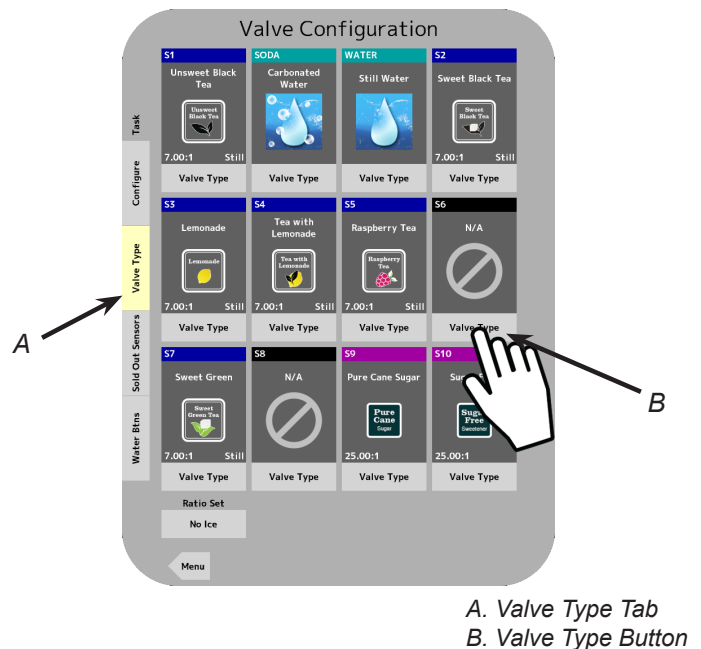 Valve Configuration
S1
SODA
WATER
S2
Unsweet Black
Tea
Carbonated
Water
Still Water
Sweet Black Tea
Unsweet
Black Tea
Sweet
Black Tea
7.00:1 Still
7.00:1 Still
Valve Type
Valve Type
Valve Type
Valve Type
Task
Configure
Valve Type
Sold Out Sensors
Water Btns
S3
S4
S5
S6
Lemonade
Tea with
Lemonade
Raspberry Tea
N/A
Lemonade
Tea with
Lemonade
Raspberry
Tea
7.00:1 Still
7.00:1 Still
7.00:1 Still
Valve Type
Valve Type
Valve Type
Valve Type
A
B
S7
S8
S9
S10
Sweet Green
N/A
Pure Cane Sugar
Sweet
Green Tea
Pure
Cane
Sugar
Free
Sweetener
7.00:1 Still
25.00:1
25.00:1
Valve Type
Valve Type
Valve Type
Valve Type
Ratio Set
No Ice
Menu
A. Valve Type Tab
B. Valve Type Button